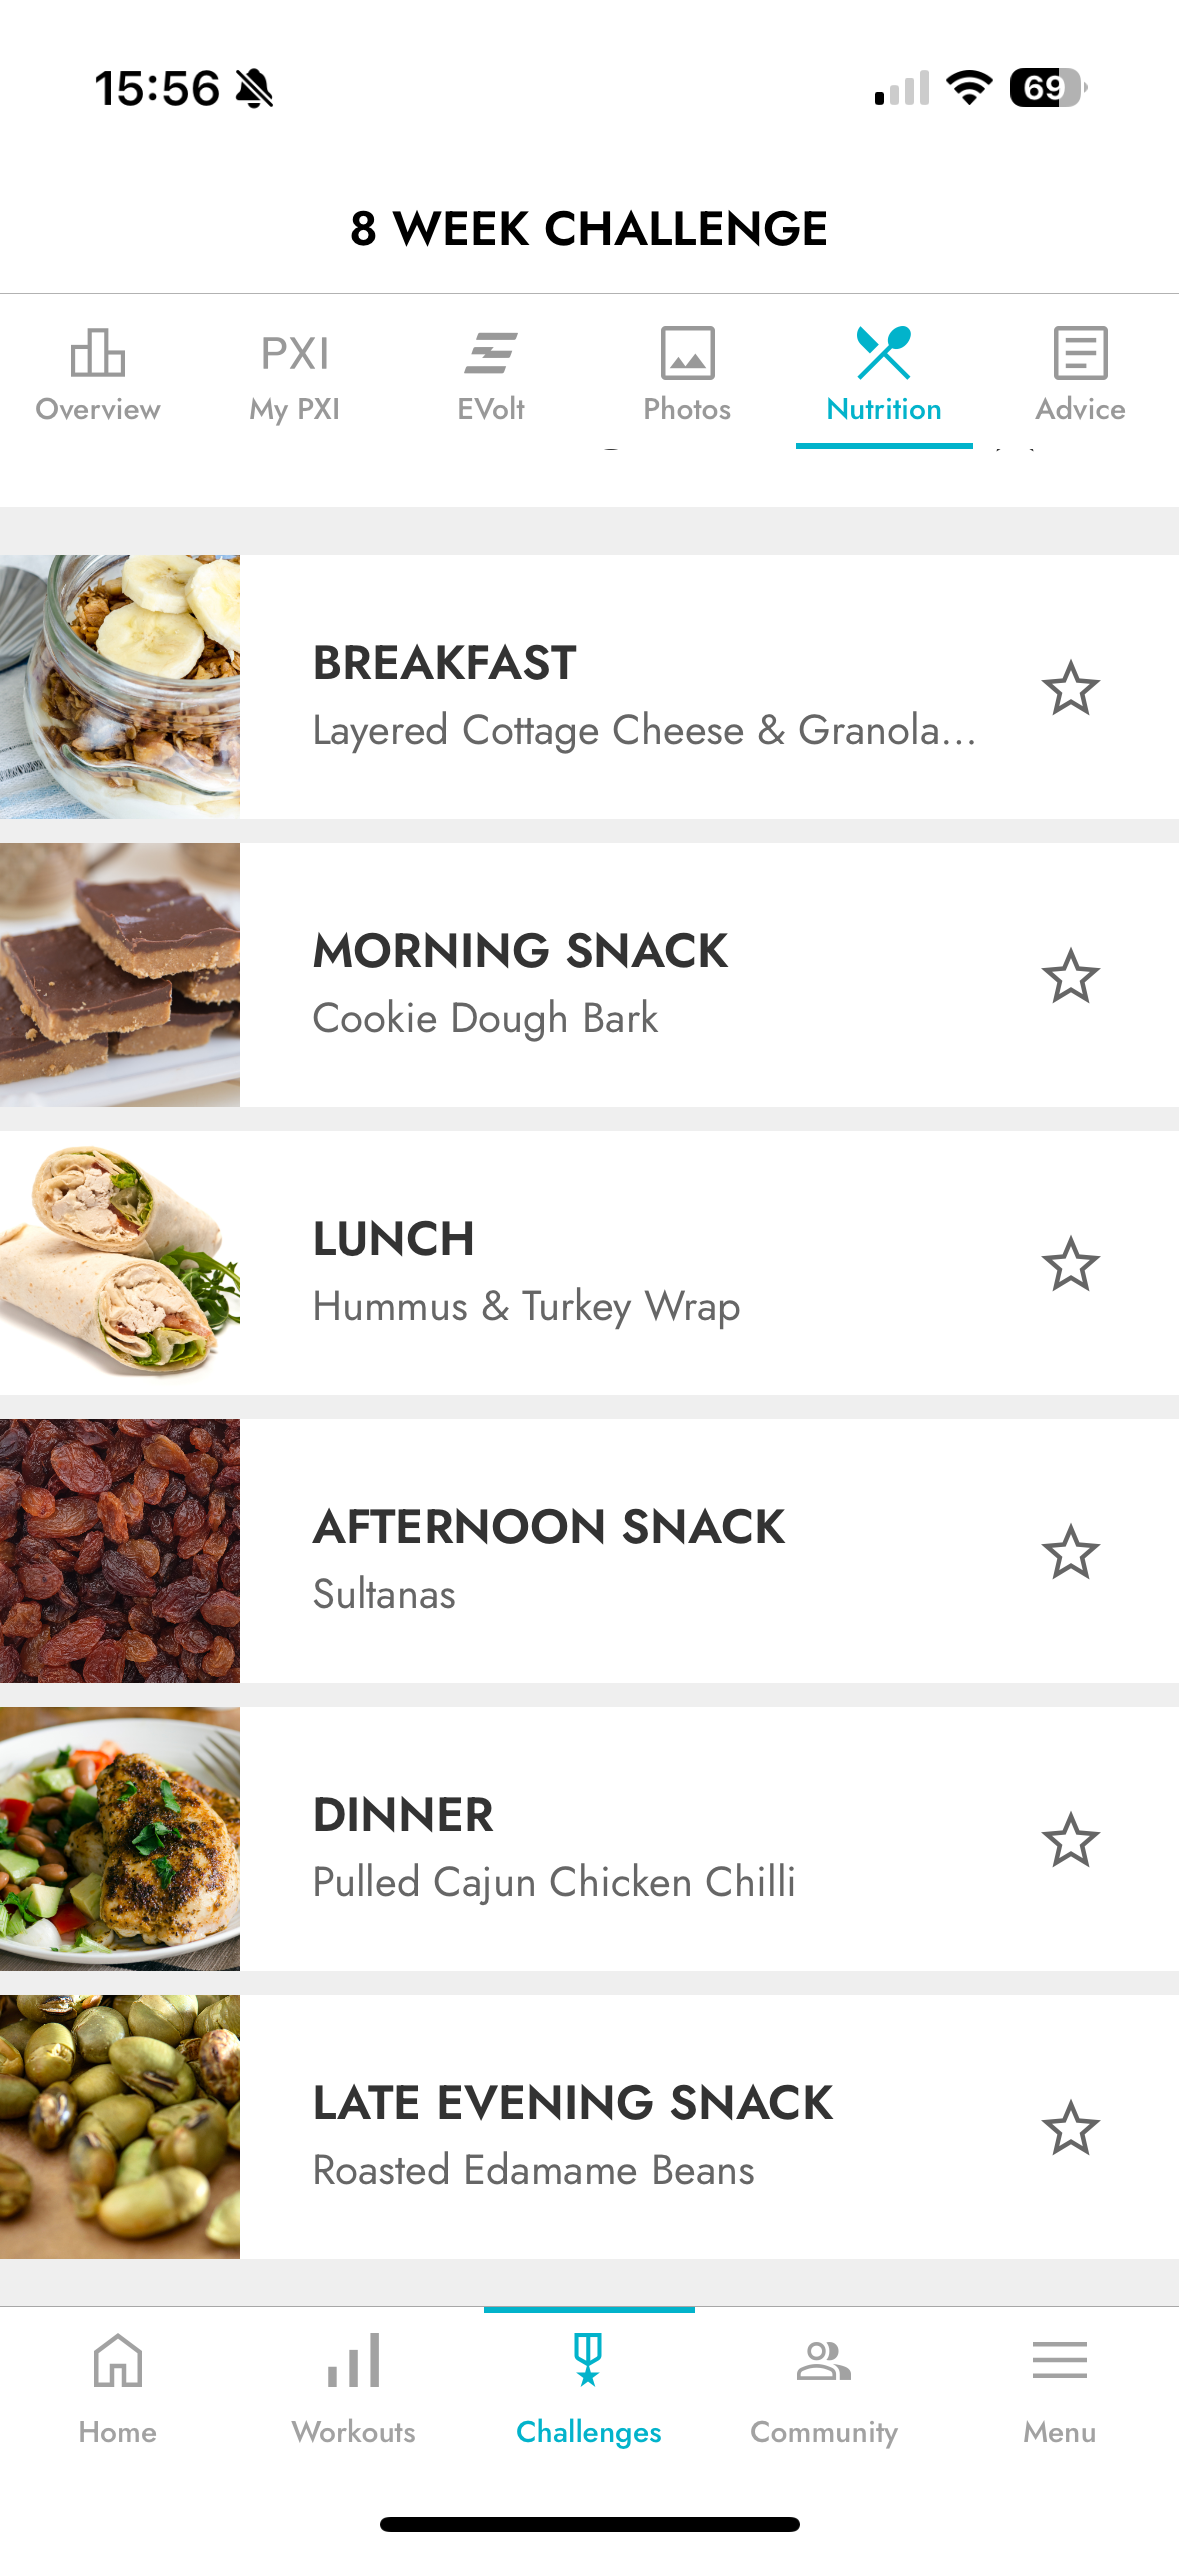 15:56
69
8 WEEK CHALLENGE
PXI
Overview
My PXI
EVolt
Photos
Nutrition
Advice
BREAKFAST
Layered Cottage Cheese & Granola...
MORNING SNACK
Cookie Dough Bark
LUNCH
Hummus & Turkey Wrap
AFTERNOON SNACK
Sultanas
DINNER
Pulled Cajun Chicken Chilli
LATE EVENING SNACK
Roasted Edamame Beans
Home
Workouts
Challenges
Community
Menu